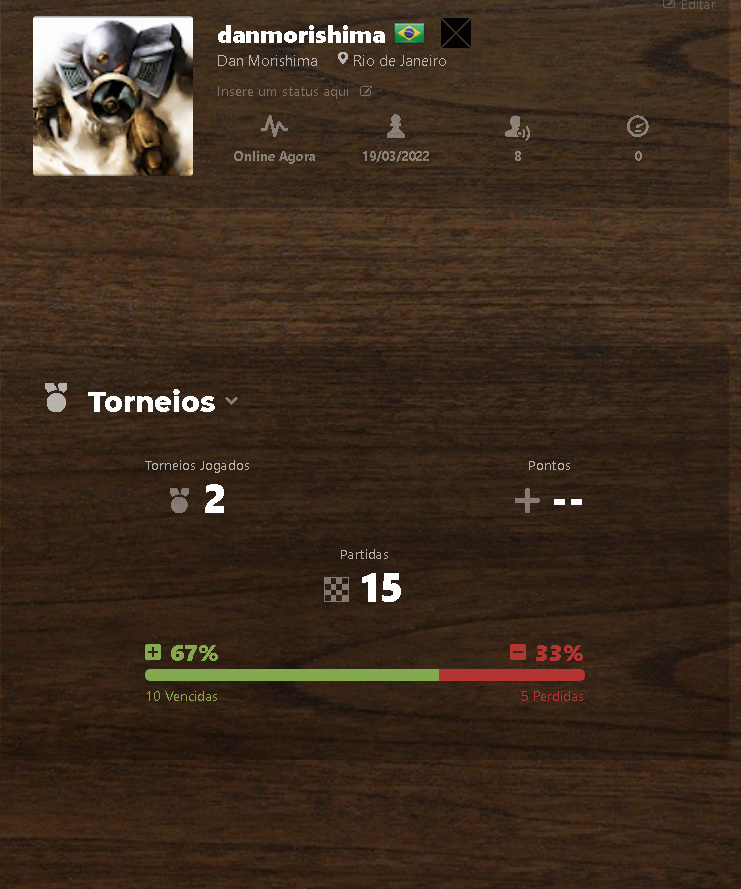 Editar
danmorishima
Dan Morishima Rio de Janeiro
Insere um status aqui
Online Agora 19/03/2022 8 0
Torneios
Torneios Jogados Pontos
2 --
Partidas
15
67% 33%
10 Vencidas 5 Perdidas